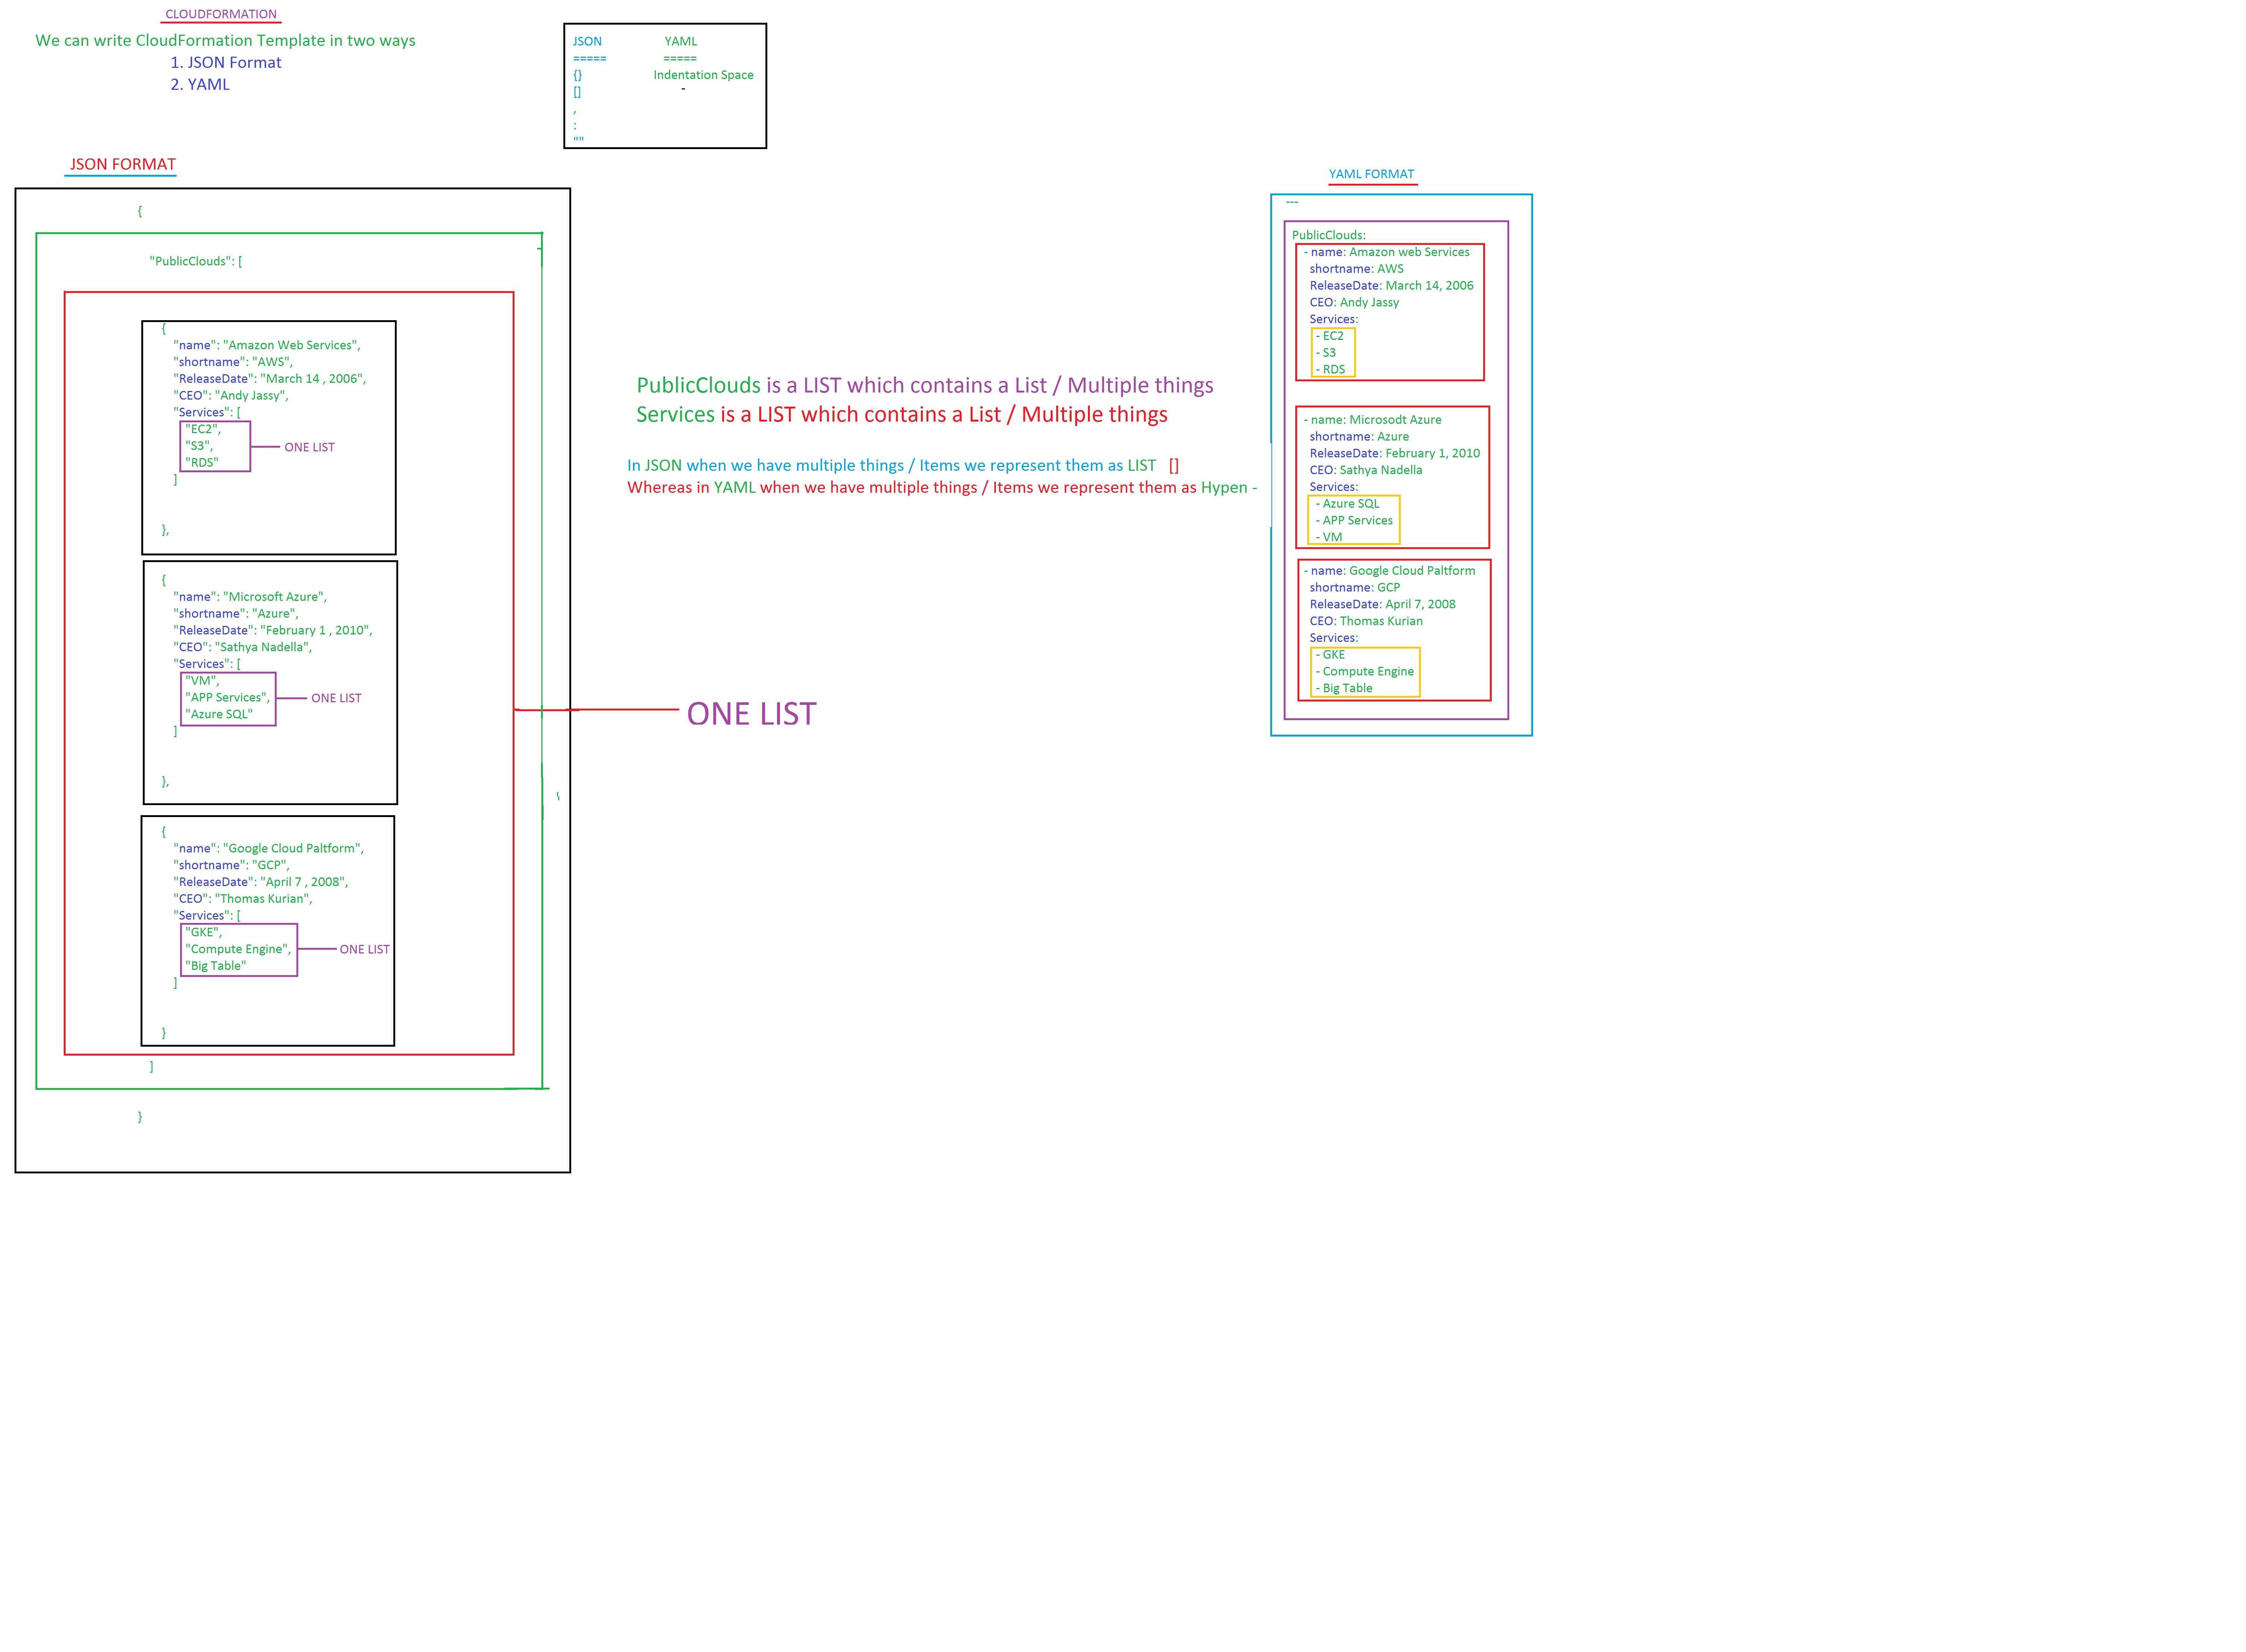 CLOUDFORMATION
We can write CloudFormation Template in two ways
1. JSON Format
2. YAML
JSON YAML
===== =====
{} Indentation Space
[] -
,
:
""
JSON FORMAT
{
"PublicClouds": [
{
"name": "Amazon Web Services",
"shortname": "AWS",
"ReleaseDate": "March 14 , 2006",
"CEO": "Andy Jassy",
"Services": [
"EC2",
"S3", ONE LIST
"RDS"
]
},
{
"name": "Microsoft Azure",
"shortname": "Azure",
"ReleaseDate": "February 1 , 2010",
"CEO": "Sathya Nadella",
"Services": [
"VM",
"APP Services", ONE LIST
"Azure SQL"
]
},
{
"name": "Google Cloud Paltform",
"shortname": "GCP",
"ReleaseDate": "April 7 , 2008",
"CEO": "Thomas Kurian",
"Services": [
"GKE",
"Compute Engine", ONE LIST
"Big Table"
]
}
]
}
PublicClouds is a LIST which contains a List / Multiple things
Services is a LIST which contains a List / Multiple things
In JSON when we have multiple things / Items we represent them as LIST []
Whereas in YAML when we have multiple things / Items we represent them as Hypen -
ONE LIST
YAML FORMAT
---
PublicClouds:
- name: Amazon web Services
shortname: AWS
ReleaseDate: March 14, 2006
CEO: Andy Jassy
Services:
- EC2
- S3
- RDS
- name: Microsodt Azure
shortname: Azure
ReleaseDate: February 1, 2010
CEO: Sathya Nadella
Services:
- Azure SQL
- APP Services
- VM
- name: Google Cloud Paltform
shortname: GCP
ReleaseDate: April 7, 2008
CEO: Thomas Kurian
Services:
- GKE
- Compute Engine
- Big Table